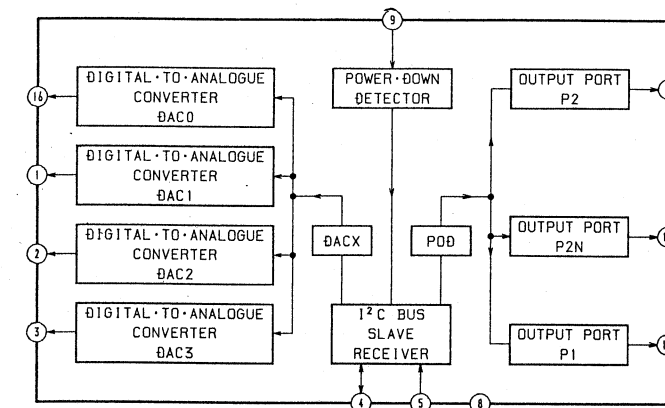 9
DIGITAL·TO·ANALOGUE
CONVERTER
DAC0
16
POWER·DOWN
DETECTOR
OUTPUT PORT
P2
DIGITAL·TO·ANALOGUE
CONVERTER
DAC1
1
DIGITAL·TO·ANALOGUE
CONVERTER
DAC2
2
DACX
POD
OUTPUT PORT
P2N
DIGITAL·TO·ANALOGUE
CONVERTER
DAC3
3
I²C BUS
SLAVE
RECEIVER
OUTPUT PORT
P1
4
5
8